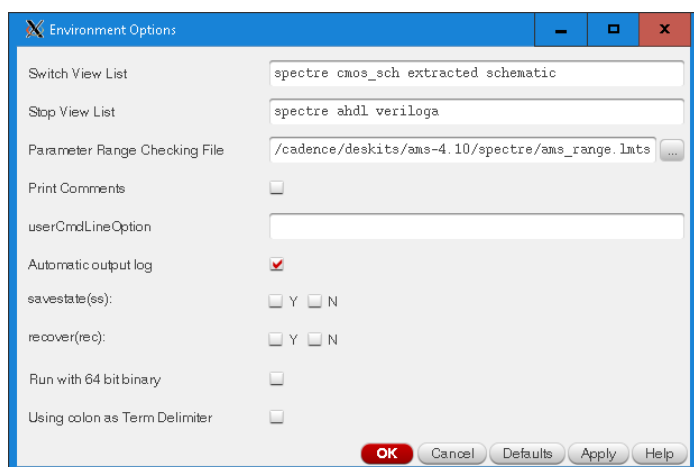 Environment Options
Switch View List spectre cmos_sch extracted schematic
Stop View List spectre ahdl veriloga
Parameter Range Checking File /cadence/deskits/ams-4.10/spectre/ams_range.lmts ...
Print Comments
userCmdLineOption
Automatic output log
savestate(ss): Y N
recover(rec): Y N
Run with 64 bit binary
Using colon as Term Delimiter
OK Cancel Defaults Apply Help